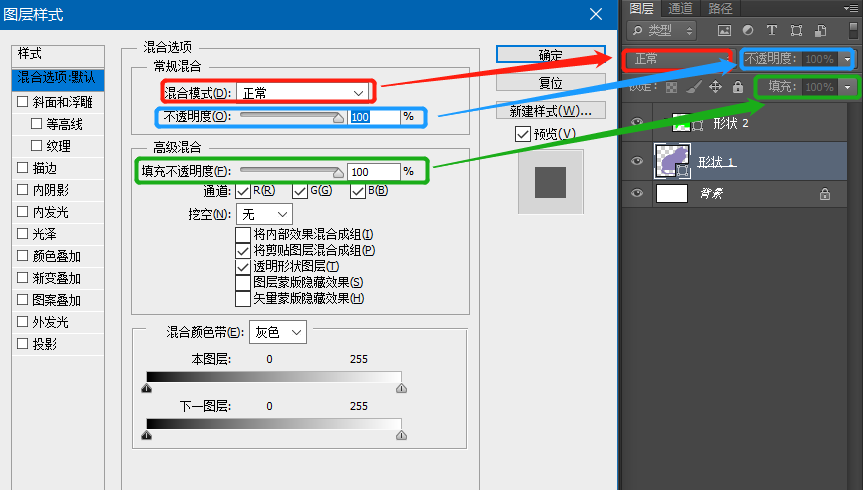 图层样式
样式
混合选项:默认
斜面和浮雕
等高线
纹理
描边
内阴影
内发光
光泽
颜色叠加
渐变叠加
图案叠加
外发光
投影
混合选项
常规混合
混合模式(D): 正常
不透明度(O): 100 %
高级混合
填充不透明度(F): 100 %
通道: R(R) G(G) B(B)
挖空(N): 无
将内部效果混合成组(I)
将剪贴图层混合成组(P)
透明形状图层(T)
图层蒙版隐藏效果(S)
矢量蒙版隐藏效果(H)
混合颜色带(E): 灰色
本图层: 0 255
下一图层: 0 255
确定
复位
新建样式(W)...
预览(V)
图层 通道 路径
类型
正常 不透明度: 100%
锁定: 填充: 100%
形状 2
形状 1
背景